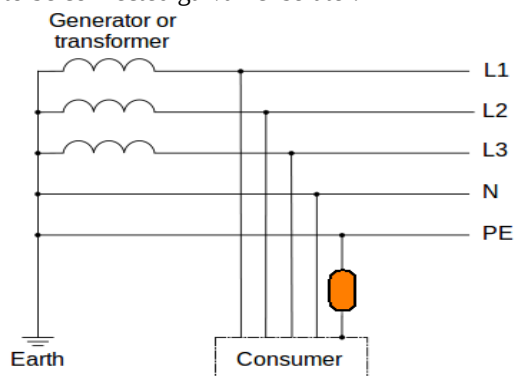 Generator or
transformer
L1
L2
L3
N
PE
Earth
Consumer